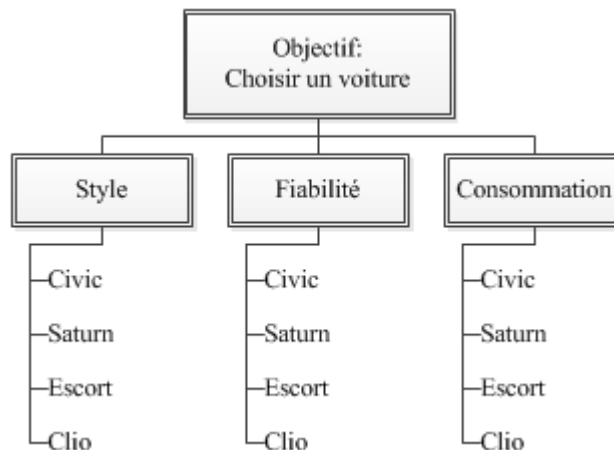 Objectif:
Choisir un voiture
Style
Fiabilité
Consommation
Civic
Saturn
Escort
Clio
Civic
Saturn
Escort
Clio
Civic
Saturn
Escort
Clio